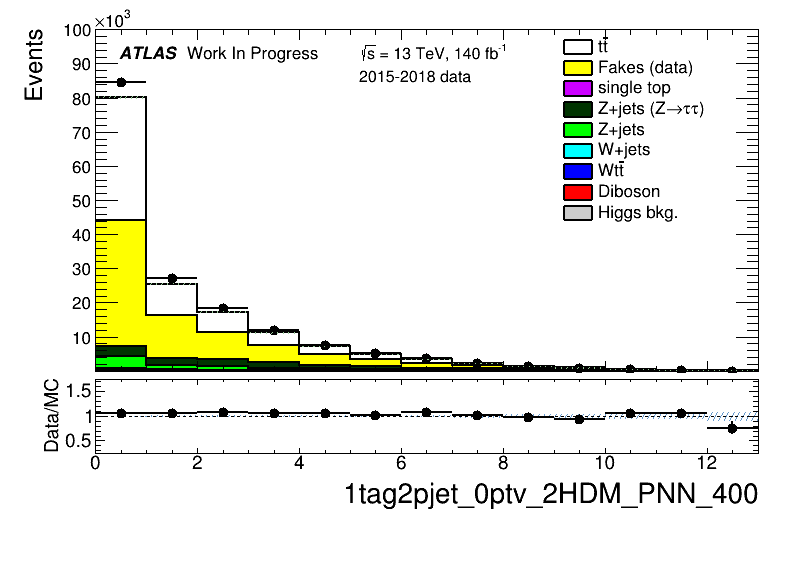 ×10³
Events
100
90
80
70
60
50
40
30
20
10
ATLAS Work In Progress
√s = 13 TeV, 140 fb⁻¹
2015-2018 data
tt̄
Fakes (data)
single top
Z+jets (Z→ττ)
Z+jets
W+jets
Wtt̄
Diboson
Higgs bkg.
Data/MC
1.5
1
0.5
0 2 4 6 8 10 12
1tag2pjet_0ptv_2HDM_PNN_400